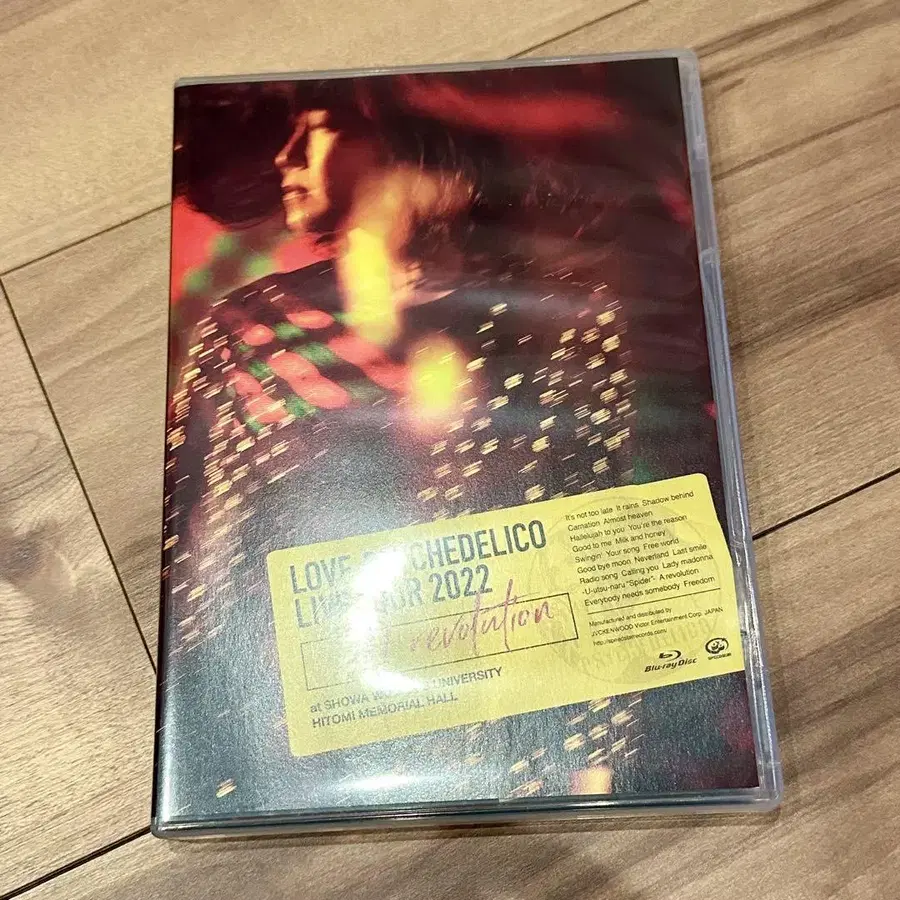 LOVE PSYCHEDELICO
LIVE TOUR 2022
revolution
at SHOWA WOMEN'S UNIVERSITY
HITOMI MEMORIAL HALL
It's not too late  It rains  Shadow behind
Carnation  Almost heaven
Hallelujah to you  You're the reason
Good to me  Milk and honey
Swingin'  Your song  Free world
Good bye moon  Neverland  Last smile
Radio song  Calling you  Lady madonna
-U-utsu-naru "Spider"-  A revolution
Everybody needs somebody  Freedom
Manufactured and distributed by
JVCKENWOOD Victor Entertainment Corp. JAPAN
Blu-ray Disc